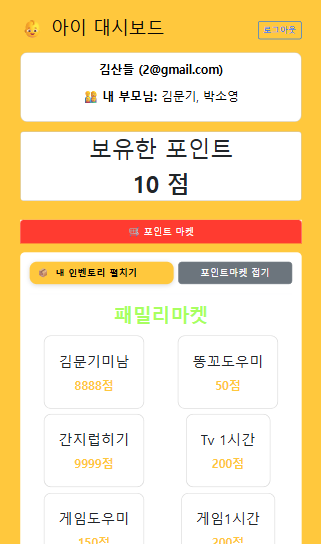 아이 대시보드
로그아웃
김산들 (2@gmail.com)
내 부모님: 김문기, 박소영
보유한 포인트
10 점
포인트 마켓
내 인벤토리 펼치기
포인트마켓 접기
패밀리마켓
김문기미남
8888점
똥꼬도우미
50점
간지럽히기
9999점
Tv 1시간
200점
게임도우미
150점
게임1시간
200점